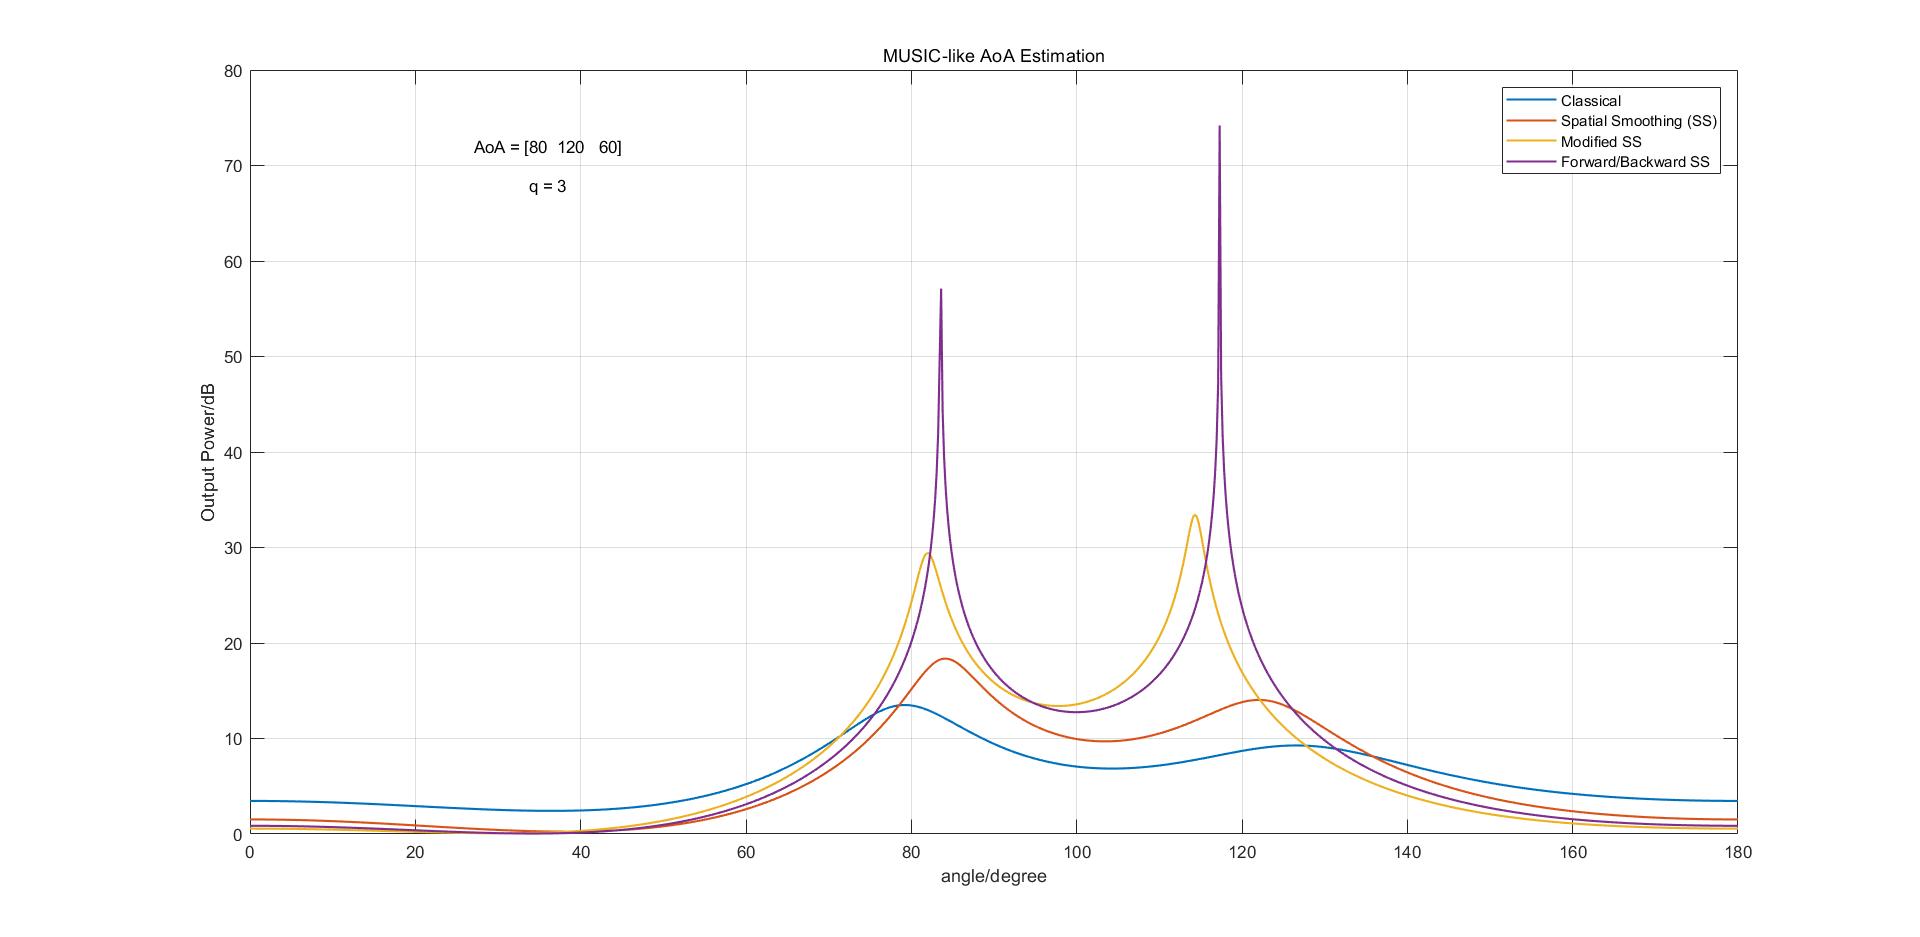 MUSIC-like AoA Estimation
80
70
60
50
40
30
20
10
0
Output Power/dB
AoA = [80  120   60]
q = 3
Classical
Spatial Smoothing (SS)
Modified SS
Forward/Backward SS
0 20 40 60 80 100 120 140 160 180
angle/degree